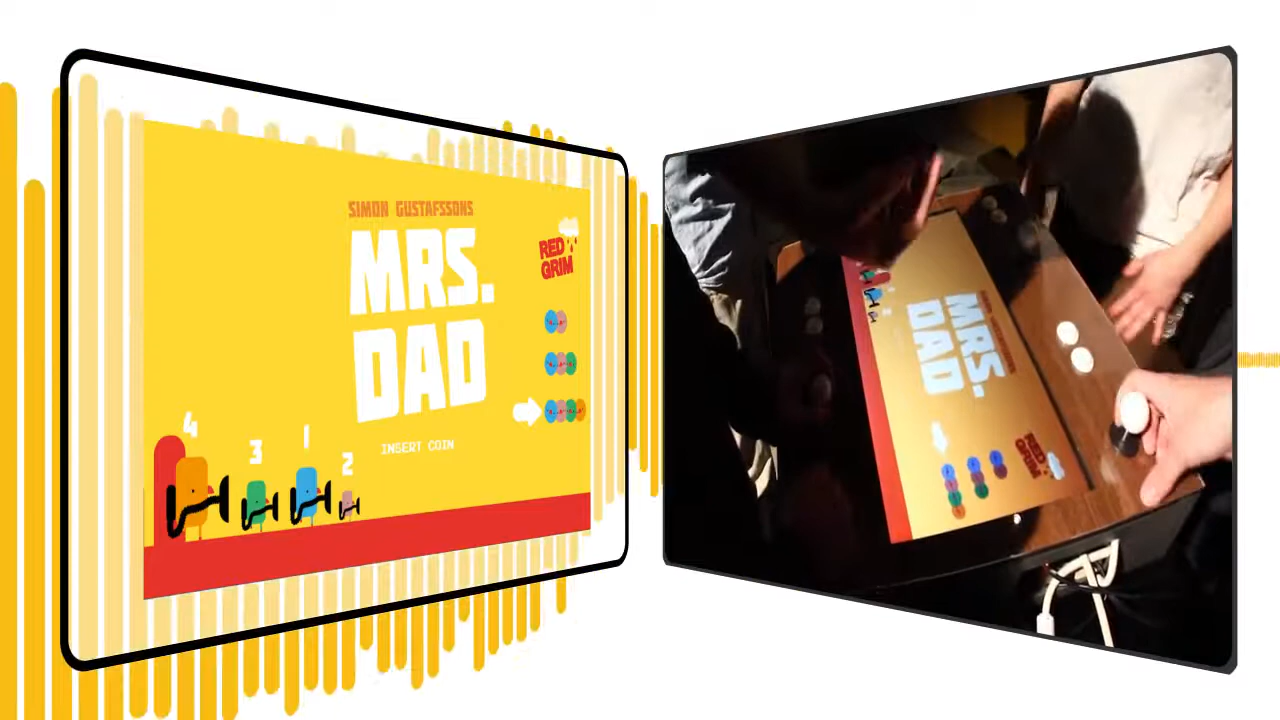 SIMON GUSTAFSSONS
MRS.
DAD
INSERT COIN
RED
GRIM
4
3
1
2
MRS.
DAD
RED
GRIM